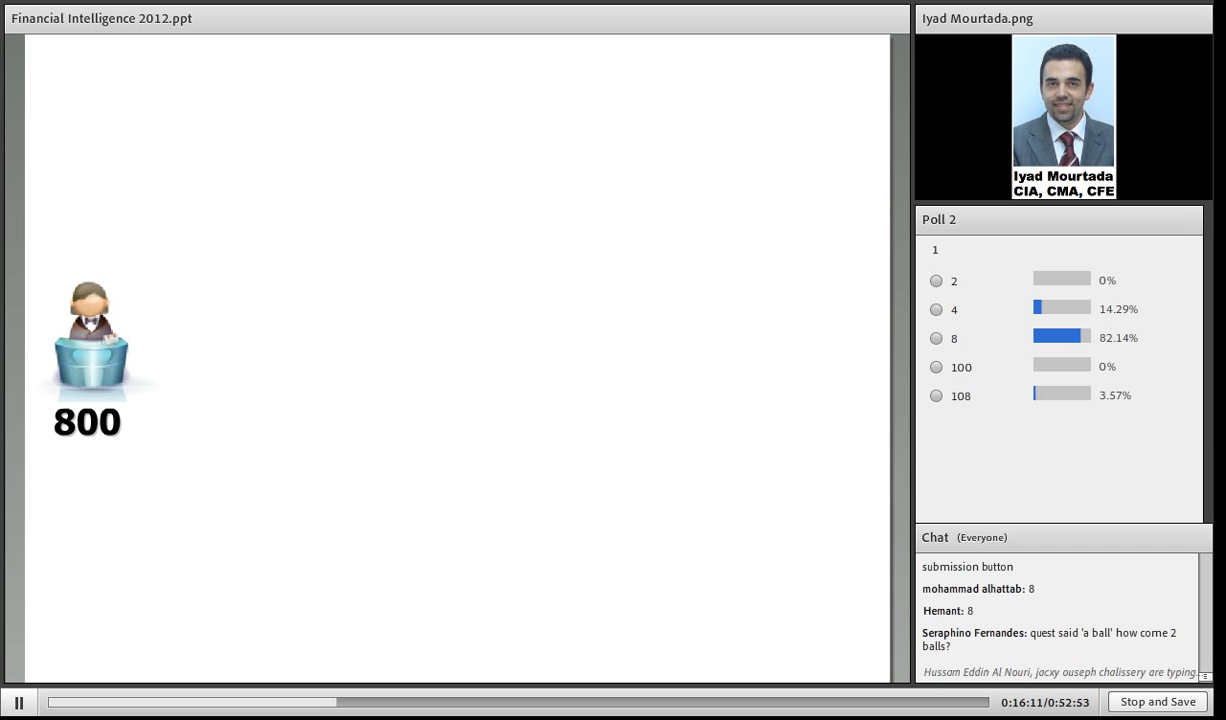 Financial Intelligence 2012.ppt
800
Iyad Mourtada.png
Iyad Mourtada
CIA, CMA, CFE
Poll 2
1
2 0%
4 14.29%
8 82.14%
100 0%
108 3.57%
Chat (Everyone)
submission button
mohammad alhattab: 8
Hemant: 8
Seraphino Fernandes: quest said 'a ball' how come 2
balls?
Hussam Eddin Al Nouri, jacxy ouseph chalissery are typing
0:16:11/0:52:53
Stop and Save